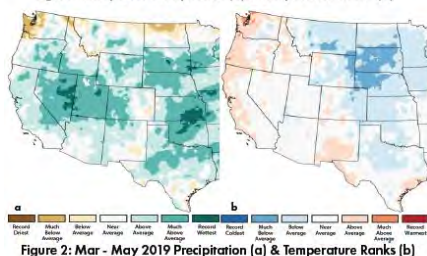 a
b
Record Driest
Much Below Average
Below Average
Near Average
Above Average
Much Above Average
Record Wettest
Record Coldest
Much Below Average
Below Average
Near Average
Above Average
Much Above Average
Record Warmest
Figure 2: Mar - May 2019 Precipitation (a) & Temperature Ranks (b)